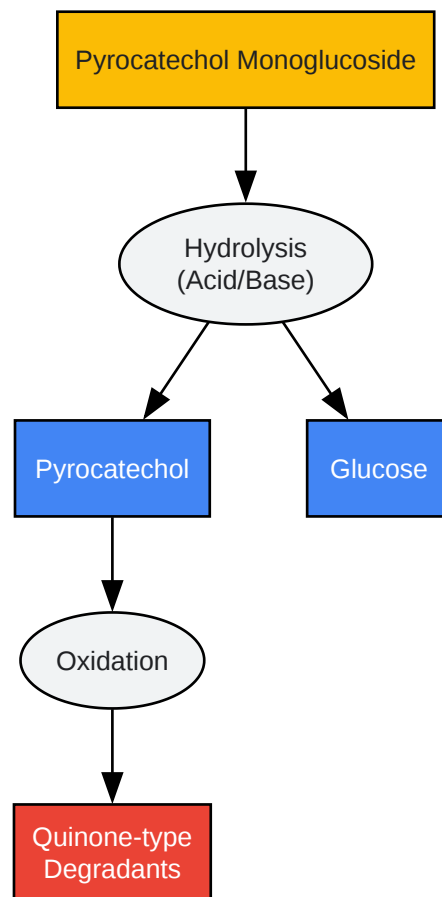 Pyrocatechol Monoglucoside
Hydrolysis
(Acid/Base)
Pyrocatechol
Glucose
Oxidation
Quinone-type
Degradants